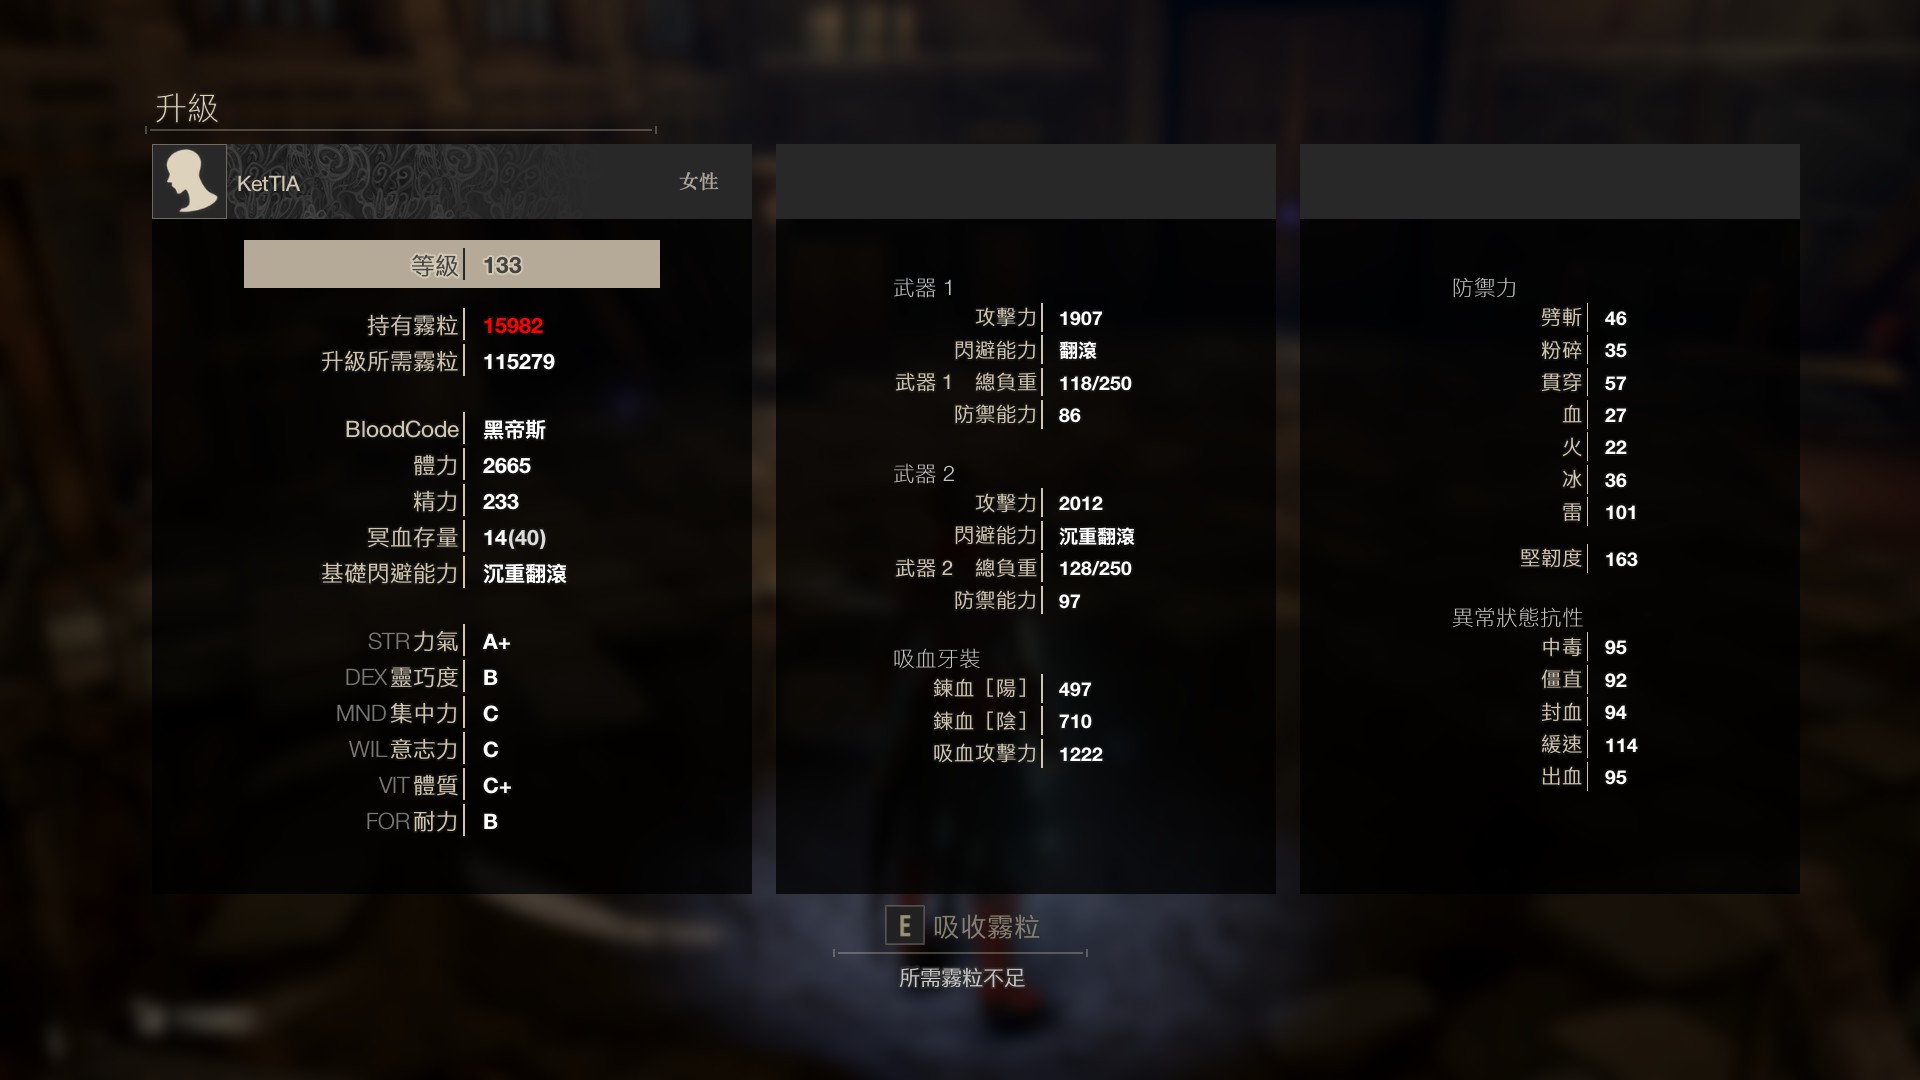 升級
KetTIA 女性
等級 133
持有霧粒 15982
升級所需霧粒 115279
BloodCode 黑帝斯
體力 2665
精力 233
冥血存量 14(40)
基礎閃避能力 沉重翻滾
STR力氣 A+
DEX靈巧度 B
MND集中力 C
WIL意志力 C
VIT體質 C+
FOR耐力 B
武器 1
攻擊力 1907
閃避能力 翻滾
武器 1 總負重 118/250
防禦能力 86
武器 2
攻擊力 2012
閃避能力 沉重翻滾
武器 2 總負重 128/250
防禦能力 97
吸血牙裝
鍊血［陽］ 497
鍊血［陰］ 710
吸血攻擊力 1222
防禦力
劈斬 46
粉碎 35
貫穿 57
血 27
火 22
冰 36
雷 101
堅韌度 163
異常狀態抗性
中毒 95
僵直 92
封血 94
緩速 114
出血 95
E 吸收霧粒
所需霧粒不足